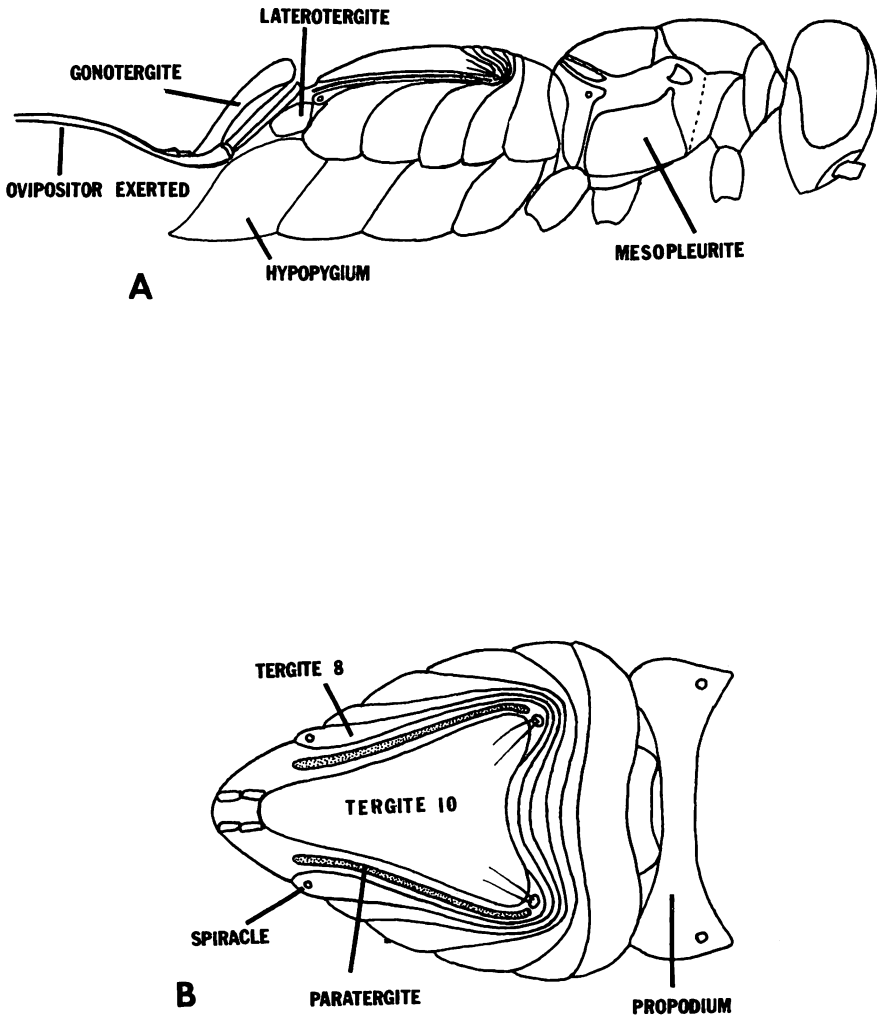 LATEROTERGITE
GONOTERGITE
OVIPOSITOR EXERTED
MESOPLEURITE
HYPOPYGIUM
A
TERGITE 8
TERGITE 10
SPIRACLE
PARATERGITE
B
PROPODIUM